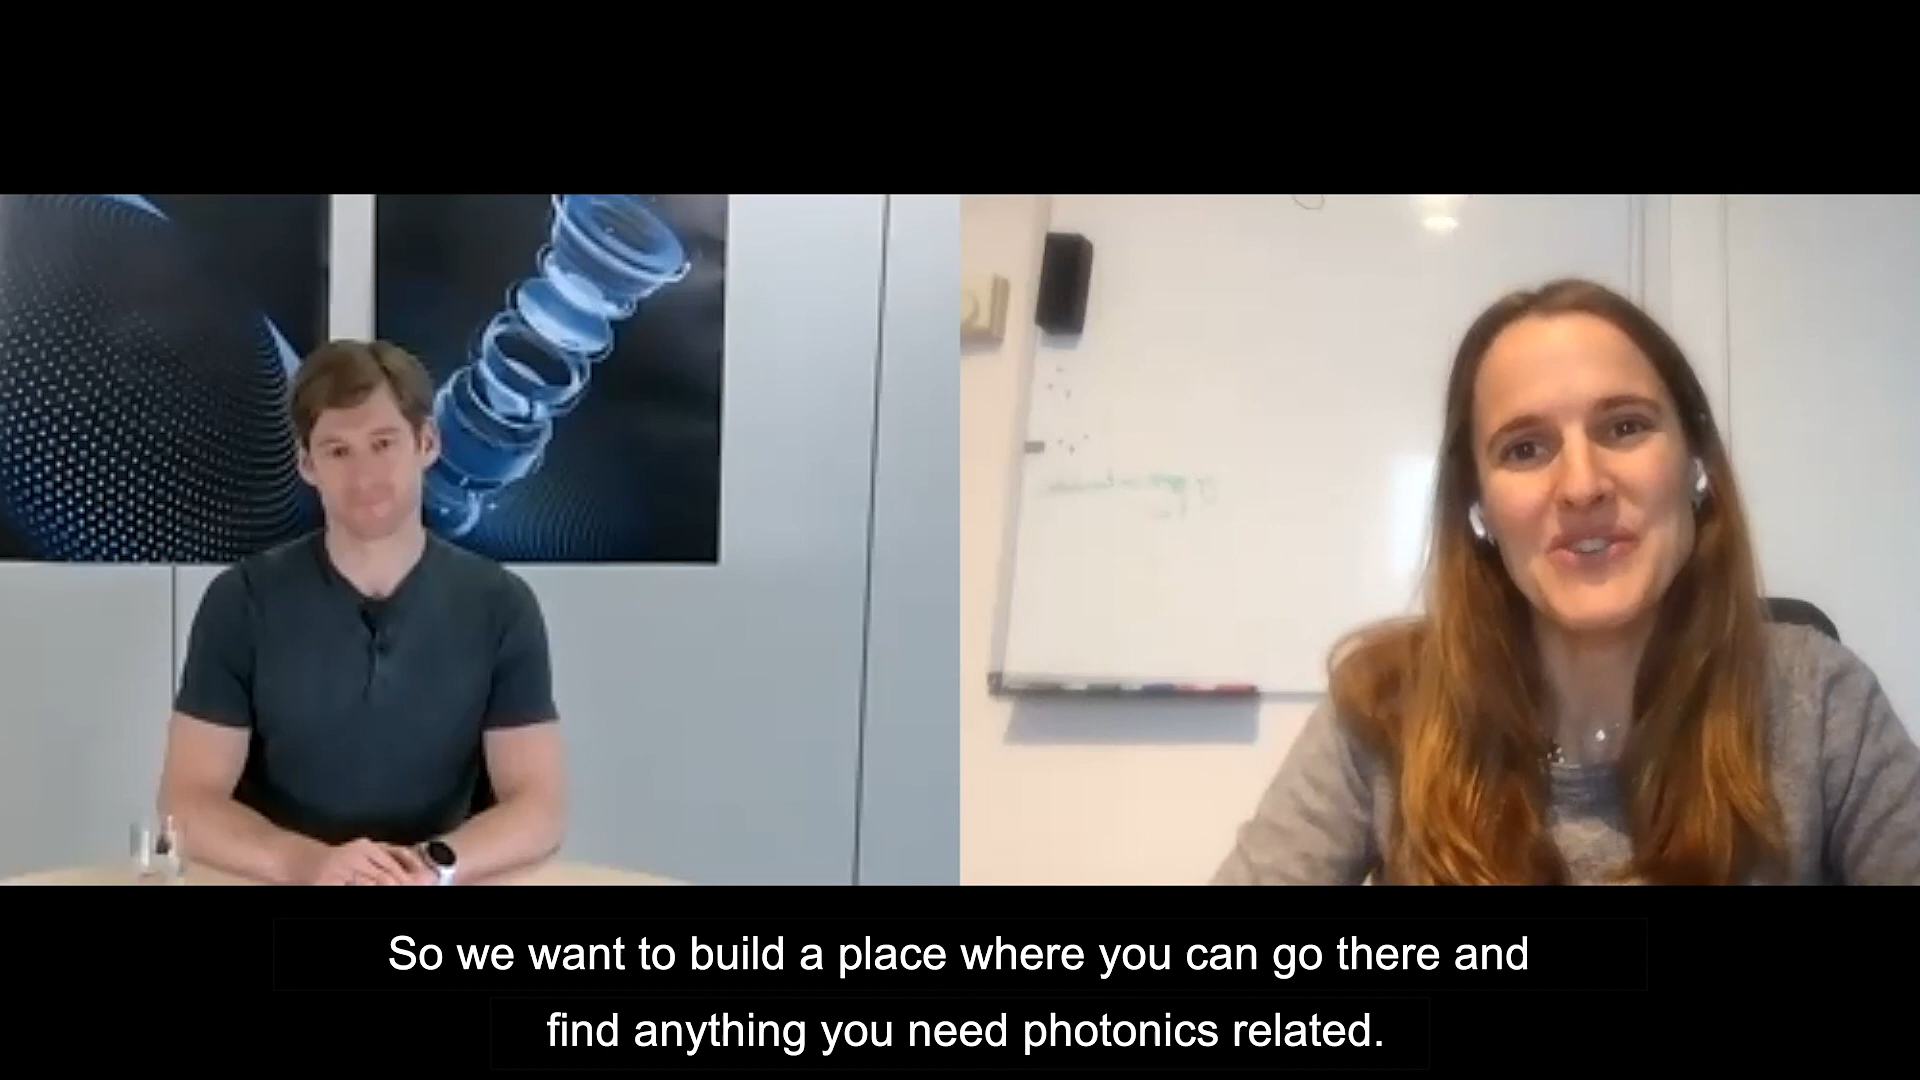 So we want to build a place where you can go there and
find anything you need photonics related.